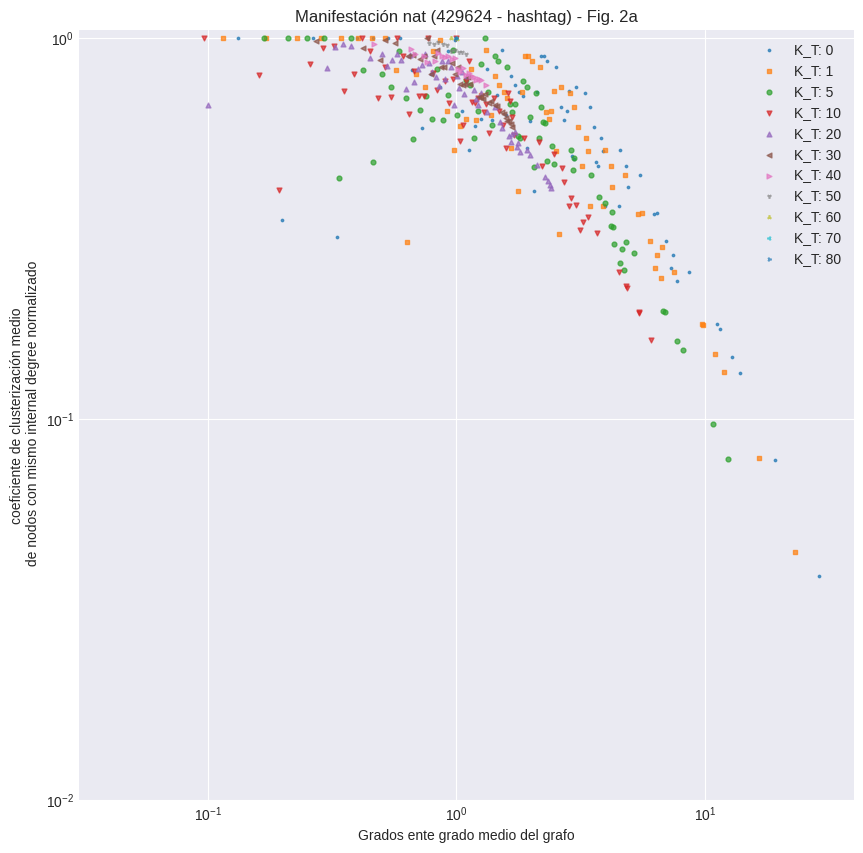 Manifestación nat (429624 - hashtag) - Fig. 2a
10⁰
10⁻¹
10⁻²
coeficiente de clusterización medio
de nodos con mismo internal degree normalizado
K_T: 0
K_T: 1
K_T: 5
K_T: 10
K_T: 20
K_T: 30
K_T: 40
K_T: 50
K_T: 60
K_T: 70
K_T: 80
10⁻¹
10⁰
10¹
Grados ente grado medio del grafo